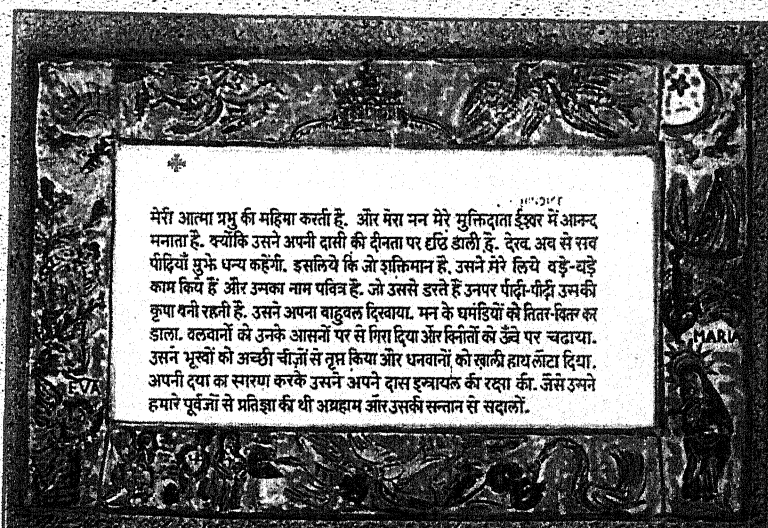 मेरी आत्मा प्रभु की महिमा करती है. और मेरा मन मेरे मुक्तिदाता ईश्वर में आनन्द
मनाता है. क्योंकि उसने अपनी दासी की दीनता पर दृष्टि डाली है. देख, अब से सब
पीढ़ियाँ मुझे धन्य कहेंगी. इसलिये कि जो शक्तिमान है, उसने मेरे लिये बड़े-बड़े
काम किये हैं और उसका नाम पवित्र है. जो उससे डरते हैं उनपर पीढ़ी-पीढ़ी उसकी
कृपा बनी रहती है. उसने अपना बाहुबल दिखाया. मन के घमंडियों को तितर-बितर कर
डाला. बलवानों को उनके आसनों पर से गिरा दिया और विनीतों को ऊँचे पर चढाया.
उसने भूखों को अच्छी चीज़ों से तृप्त किया और धनवानों को ख़ाली हाथ लौटा दिया.
अपनी दया का स्मरण करके उसने अपने दास इस्रायल की रक्षा की. जैसे उसने
हमारे पूर्वजों से प्रतिज्ञा की थी अब्रहाम और उसकी सन्तान से सदालों.
EVA
MARIA